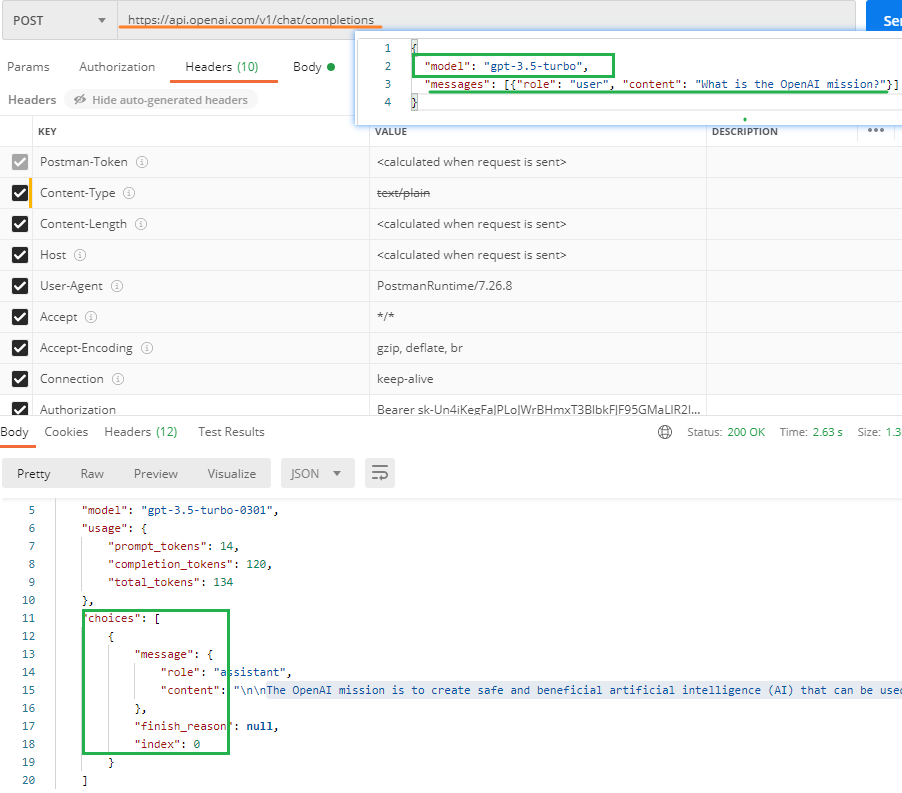 POST
https://api.openai.com/v1/chat/completions
Params
Authorization
Headers (10)
Body
1 {
2 "model": "gpt-3.5-turbo",
3 "messages": [{"role": "user", "content": "What is the OpenAI mission?"}]
4 }
Headers
Hide auto-generated headers
KEY VALUE DESCRIPTION
Postman-Token <calculated when request is sent>
Content-Type text/plain
Content-Length <calculated when request is sent>
Host <calculated when request is sent>
User-Agent PostmanRuntime/7.26.8
Accept */*
Accept-Encoding gzip, deflate, br
Connection keep-alive
Authorization Bearer
Body Cookies Headers (12) Test Results Status: 200 OK Time: 2.63 s Size: 1.3
Pretty Raw Preview Visualize JSON
5 "model": "gpt-3.5-turbo-0301",
6 "usage": {
7 "prompt_tokens": 14,
8 "completion_tokens": 120,
9 "total_tokens": 134
10 },
11 "choices": [
12 {
13 "message": {
14 "role": "assistant",
15 "content": "\n\nThe OpenAI mission is to create safe and beneficial artificial intelligence (AI) that can be used
16 },
17 "finish_reason": null,
18 "index": 0
19 }
20 ]